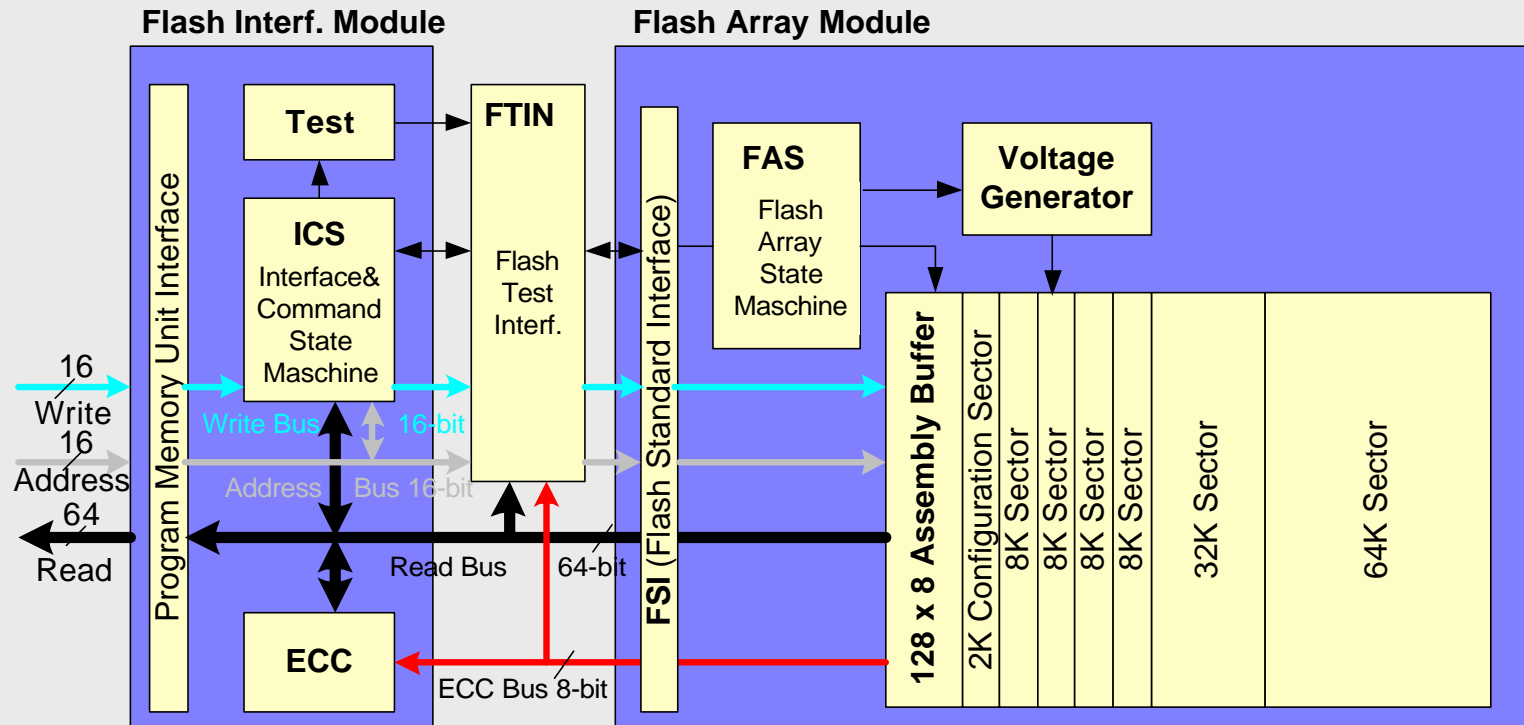 Flash Interf. Module
Flash Array Module
Program Memory Unit Interface
Test
ICS
Interface&
Command
State
Maschine
FTIN
Flash
Test
Interf.
FSI (Flash Standard Interface)
FAS
Flash
Array
State
Maschine
Voltage
Generator
16
Write
16
Address
64
Read
Write Bus 16-bit
Address Bus 16-bit
Read Bus 64-bit
ECC
ECC Bus 8-bit
128 x 8 Assembly Buffer
2K Configuration Sector
8K Sector
8K Sector
8K Sector
8K Sector
32K Sector
64K Sector